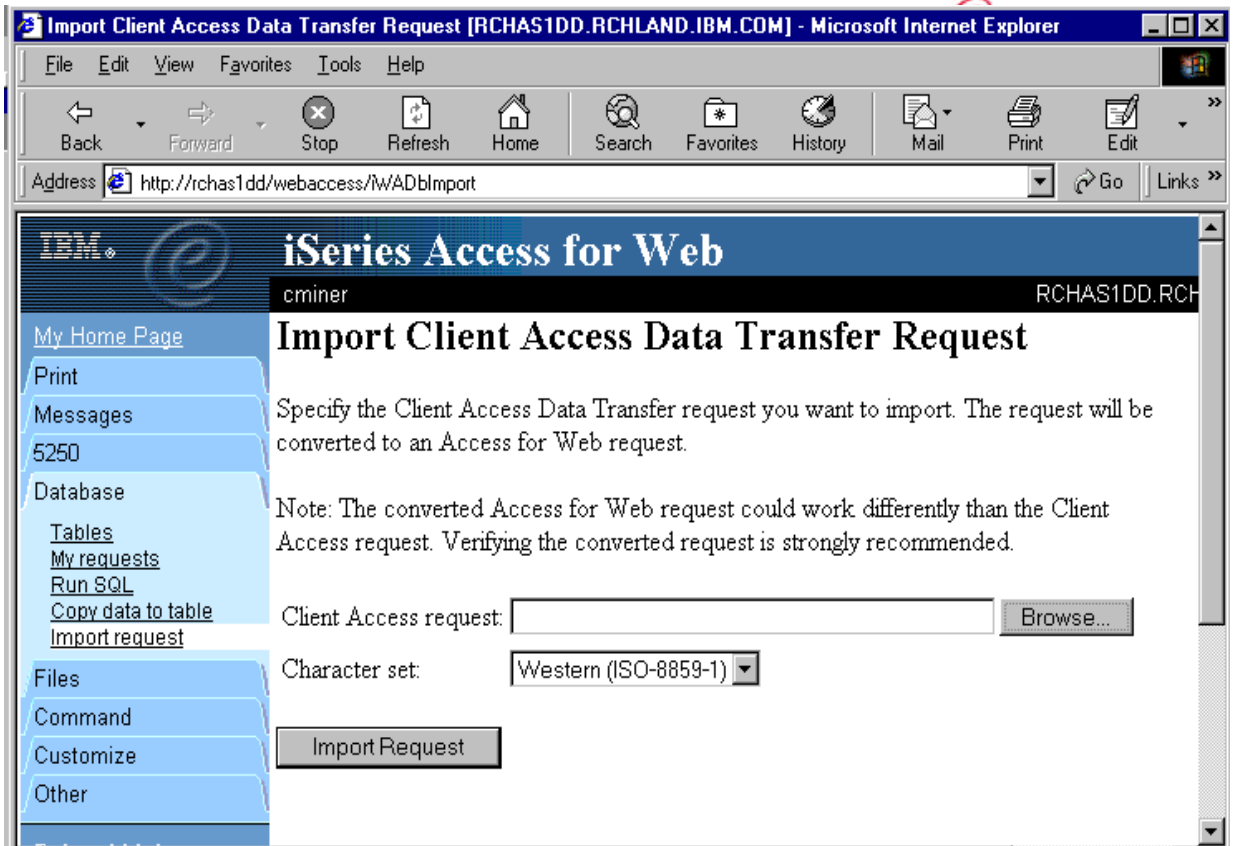 Import Client Access Data Transfer Request [RCHAS1DD.RCHLAND.IBM.COM] - Microsoft Internet Explorer
File Edit View Favorites Tools Help
Back Forward Stop Refresh Home Search Favorites History Mail Print Edit »
Address http://rchas1dd/webaccess/iWADbImport Go Links »
IBM e iSeries Access for Web
cminer RCHAS1DD.RCH
My Home Page
Print
Messages
5250
Database
Tables
My requests
Run SQL
Copy data to table
Import request
Files
Command
Customize
Other
Import Client Access Data Transfer Request
Specify the Client Access Data Transfer request you want to import. The request will be
converted to an Access for Web request.
Note: The converted Access for Web request could work differently than the Client
Access request. Verifying the converted request is strongly recommended.
Client Access request: Browse...
Character set: Western (ISO-8859-1)
Import Request